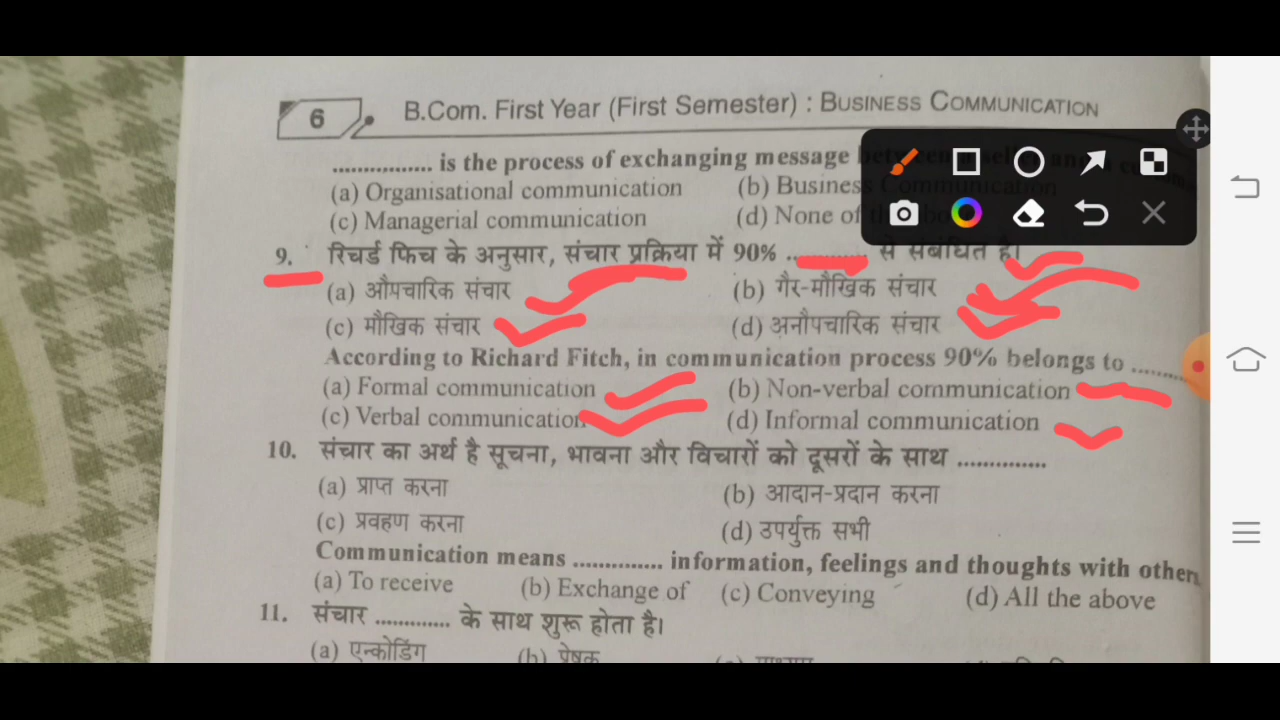 6 B.Com. First Year (First Semester) : BUSINESS COMMUNICATION
................ is the process of exchanging message
(a) Organisational communication (b) Business Communication
(c) Managerial communication (d) None of
9. रिचर्ड फिच के अनुसार, संचार प्रक्रिया में 90% ............ से संबंधित है।
(a) औपचारिक संचार (b) गैर-मौखिक संचार
(c) मौखिक संचार (d) अनौपचारिक संचार
According to Richard Fitch, in communication process 90% belongs to ........
(a) Formal communication (b) Non-verbal communication
(c) Verbal communication (d) Informal communication
10. संचार का अर्थ है सूचना, भावना और विचारों को दूसरों के साथ ..............
(a) प्राप्त करना (b) आदान-प्रदान करना
(c) प्रवहण करना (d) उपर्युक्त सभी
Communication means .............. information, feelings and thoughts with others
(a) To receive (b) Exchange of (c) Conveying (d) All the above
11. संचार ............. के साथ शुरू होता है।
(a) एन्कोडिंग (b) प्रेषक